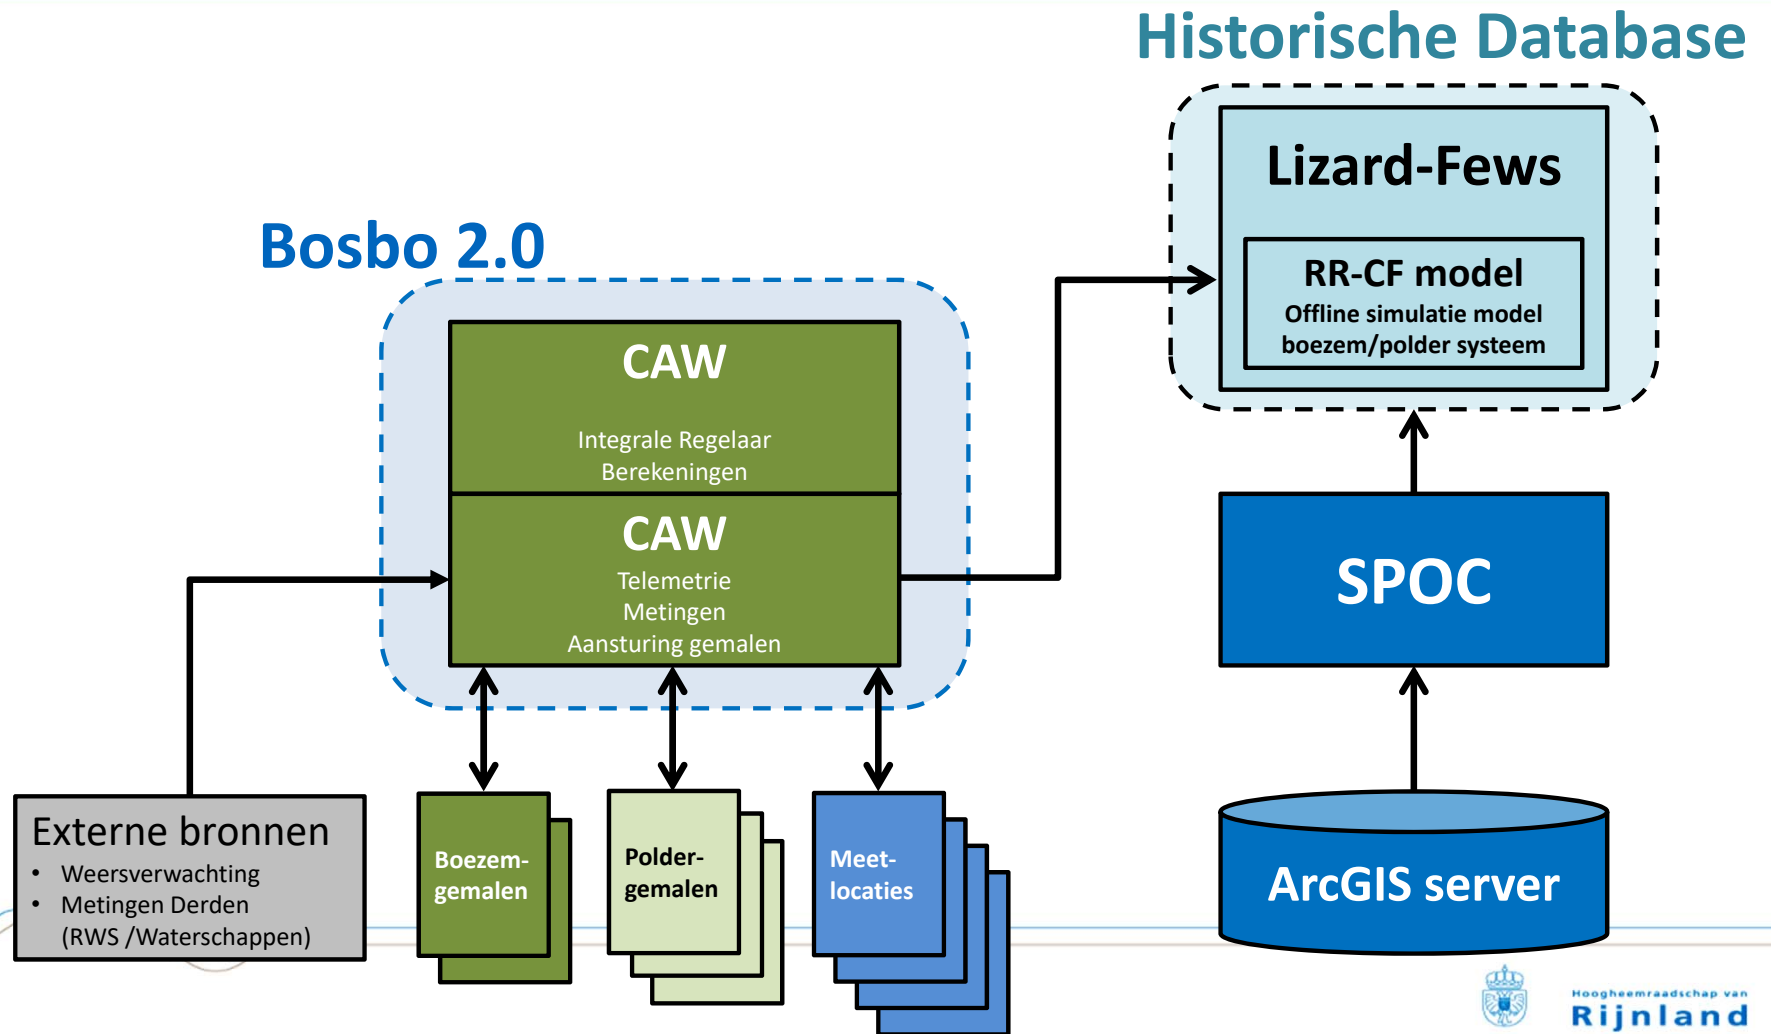 Historische Database
Lizard-Fews
RR-CF model
Offline simulatie model
boezem/polder systeem
Bosbo 2.0
CAW
Integrale Regelaar
Berekeningen
CAW
Telemetrie
Metingen
Aansturing gemalen
SPOC
Externe bronnen
• Weersverwachting
• Metingen Derden
(RWS /Waterschappen)
Boezem-
gemalen
Polder-
gemalen
Meet-
locaties
ArcGIS server
Hoogheemraadschap van
Rijnland